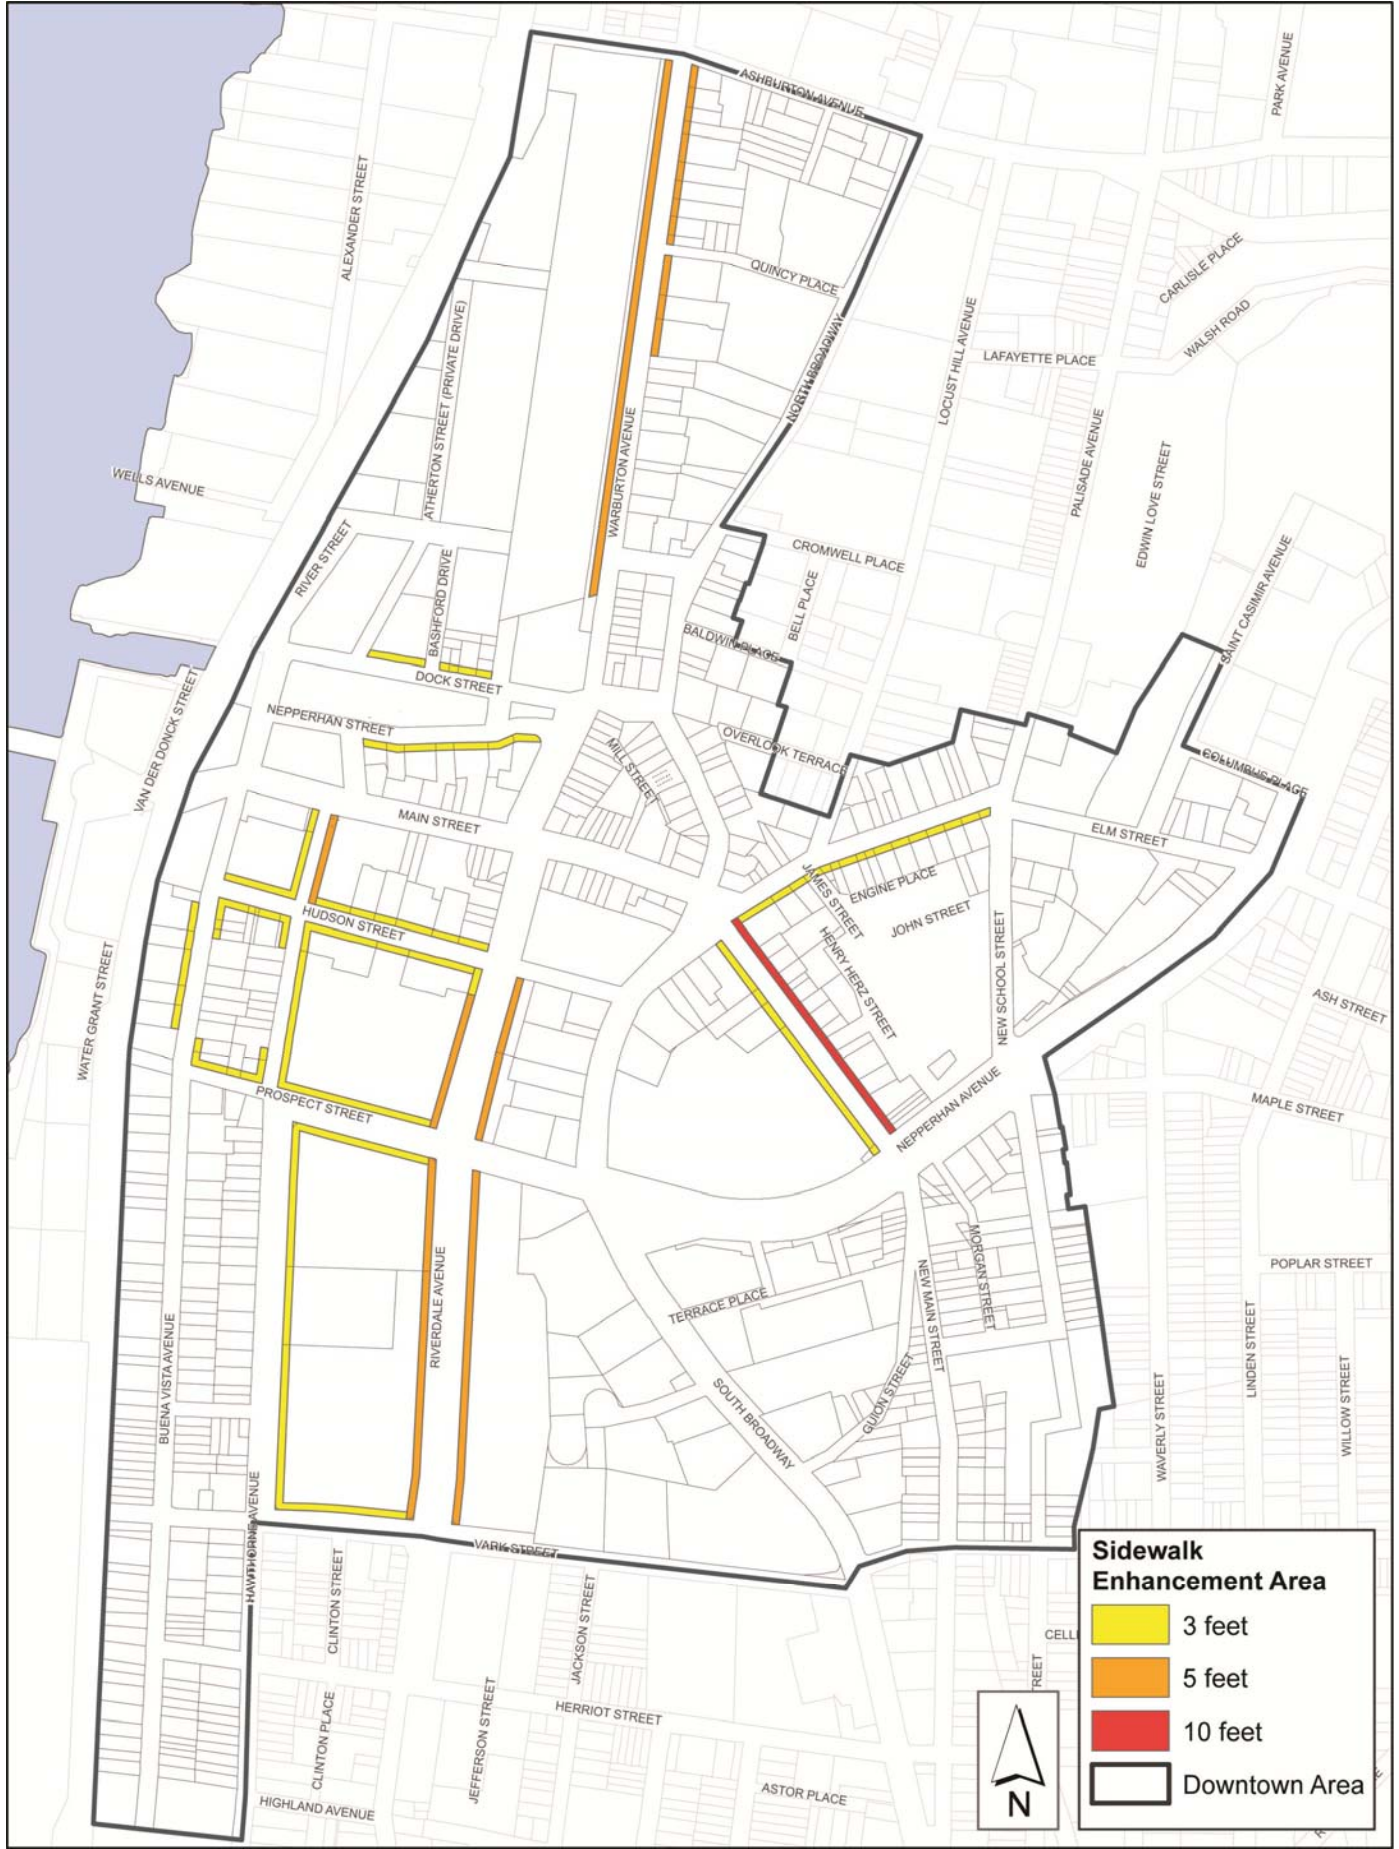 PARK AVENUE
ASHBURTON AVENUE
ALEXANDER STREET
CARLISLE PLACE
QUINCY PLACE
WALSH ROAD
NORTH BROADWAY
LOCUST HILL AVENUE
LAFAYETTE PLACE
ATHERTON STREET (PRIVATE DRIVE)
WARBURTON AVENUE
PALISADE AVENUE
EDWIN LOVE STREET
WELLS AVENUE
RIVER STREET
BASHFORD DRIVE
CROMWELL PLACE
BELL PLACE
SAINT CASIMIR AVENUE
BALDWIN PLACE
DOCK STREET
VAN DER DONCK STREET
NEPPERHAN STREET
OVERLOOK TERRACE
MILL STREET
COLUMBUS PLACE
MAIN STREET
ELM STREET
JAMES STREET
ENGINE PLACE
HUDSON STREET
JOHN STREET
HENRY HERZ STREET
NEW SCHOOL STREET
WATER GRANT STREET
ASH STREET
PROSPECT STREET
NEPPERHAN AVENUE
MAPLE STREET
MORGAN STREET
POPLAR STREET
TERRACE PLACE
NEW MAIN STREET
RIVERDALE AVENUE
BUENA VISTA AVENUE
GUION STREET
SOUTH BROADWAY
LINDEN STREET
WILLOW STREET
WAVERLY STREET
HAWTHORNE AVENUE
VARK STREET
CLINTON STREET
JACKSON STREET
CELLI
REET
HERRIOT STREET
CLINTON PLACE
JEFFERSON STREET
ASTOR PLACE
HIGHLAND AVENUE
Sidewalk
Enhancement Area
3 feet
5 feet
10 feet
Downtown Area
N